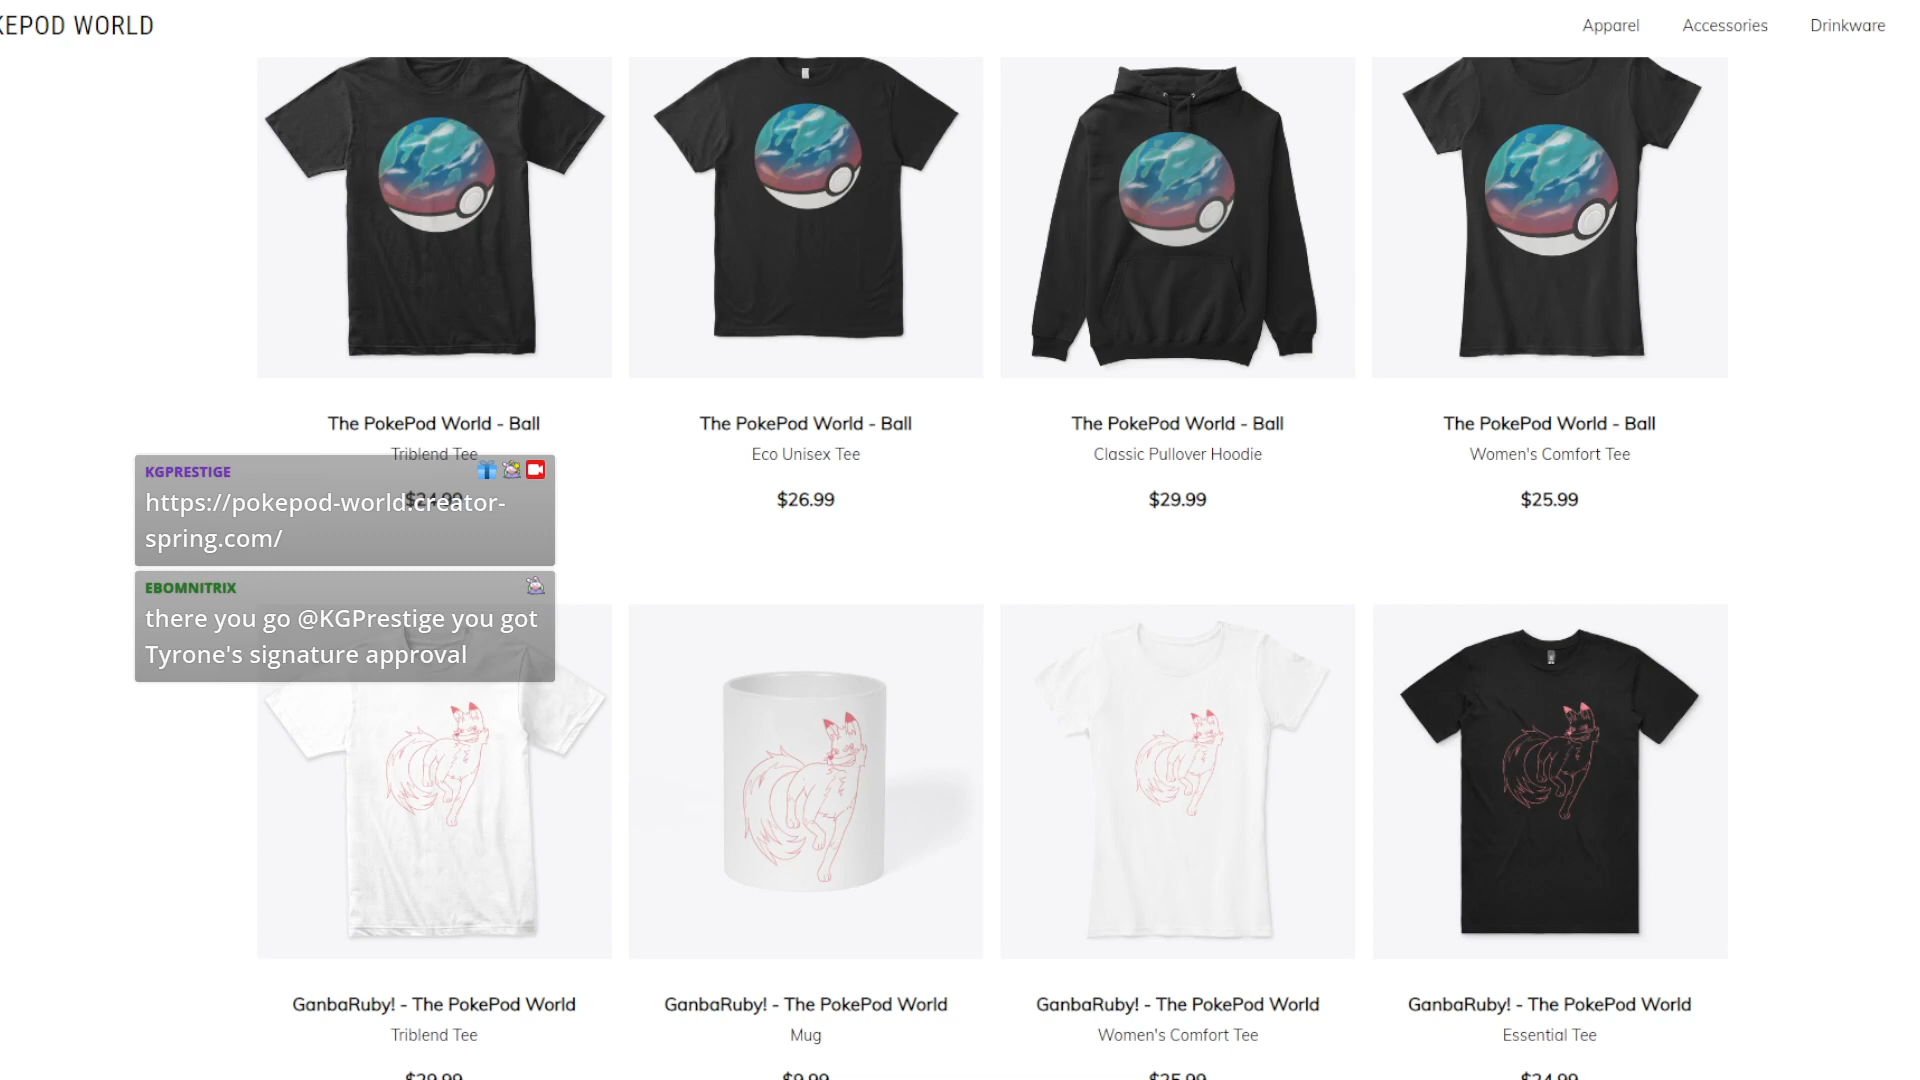 KEPOD WORLD
Apparel
Accessories
Drinkware
The PokePod World - Ball
Triblend Tee
$24.99
The PokePod World - Ball
Eco Unisex Tee
$26.99
The PokePod World - Ball
Classic Pullover Hoodie
$29.99
The PokePod World - Ball
Women's Comfort Tee
$25.99
KGPRESTIGE
https://pokepod-world.creator-
spring.com/
EBOMNITRIX
there you go @KGPrestige you got
Tyrone's signature approval
GanbaRuby! - The PokePod World
Triblend Tee
$29.99
GanbaRuby! - The PokePod World
Mug
$9.99
GanbaRuby! - The PokePod World
Women's Comfort Tee
$25.99
GanbaRuby! - The PokePod World
Essential Tee
$24.99